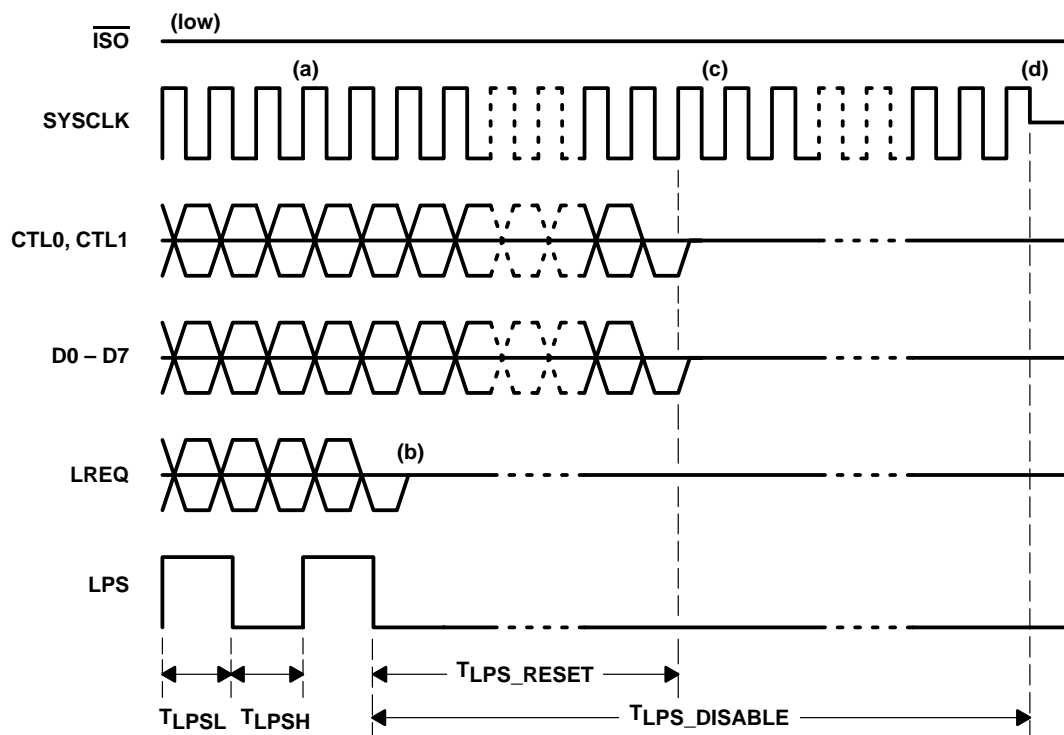 (low)
ISO
(a)
(c)
(d)
SYSCLK
CTL0, CTL1
D0 – D7
(b)
LREQ
LPS
TLPS_RESET
TLPSL
TLPSH
TLPS_DISABLE